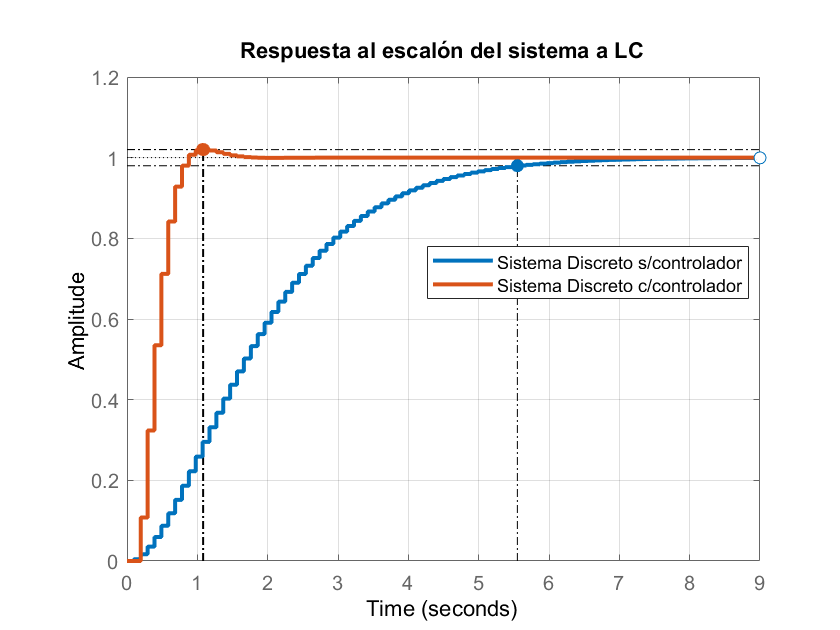 Respuesta al escalón del sistema a LC
1.2
1
0.8
0.6
0.4
0.2
0
Amplitude
Sistema Discreto s/controlador
Sistema Discreto c/controlador
0 1 2 3 4 5 6 7 8 9
Time (seconds)